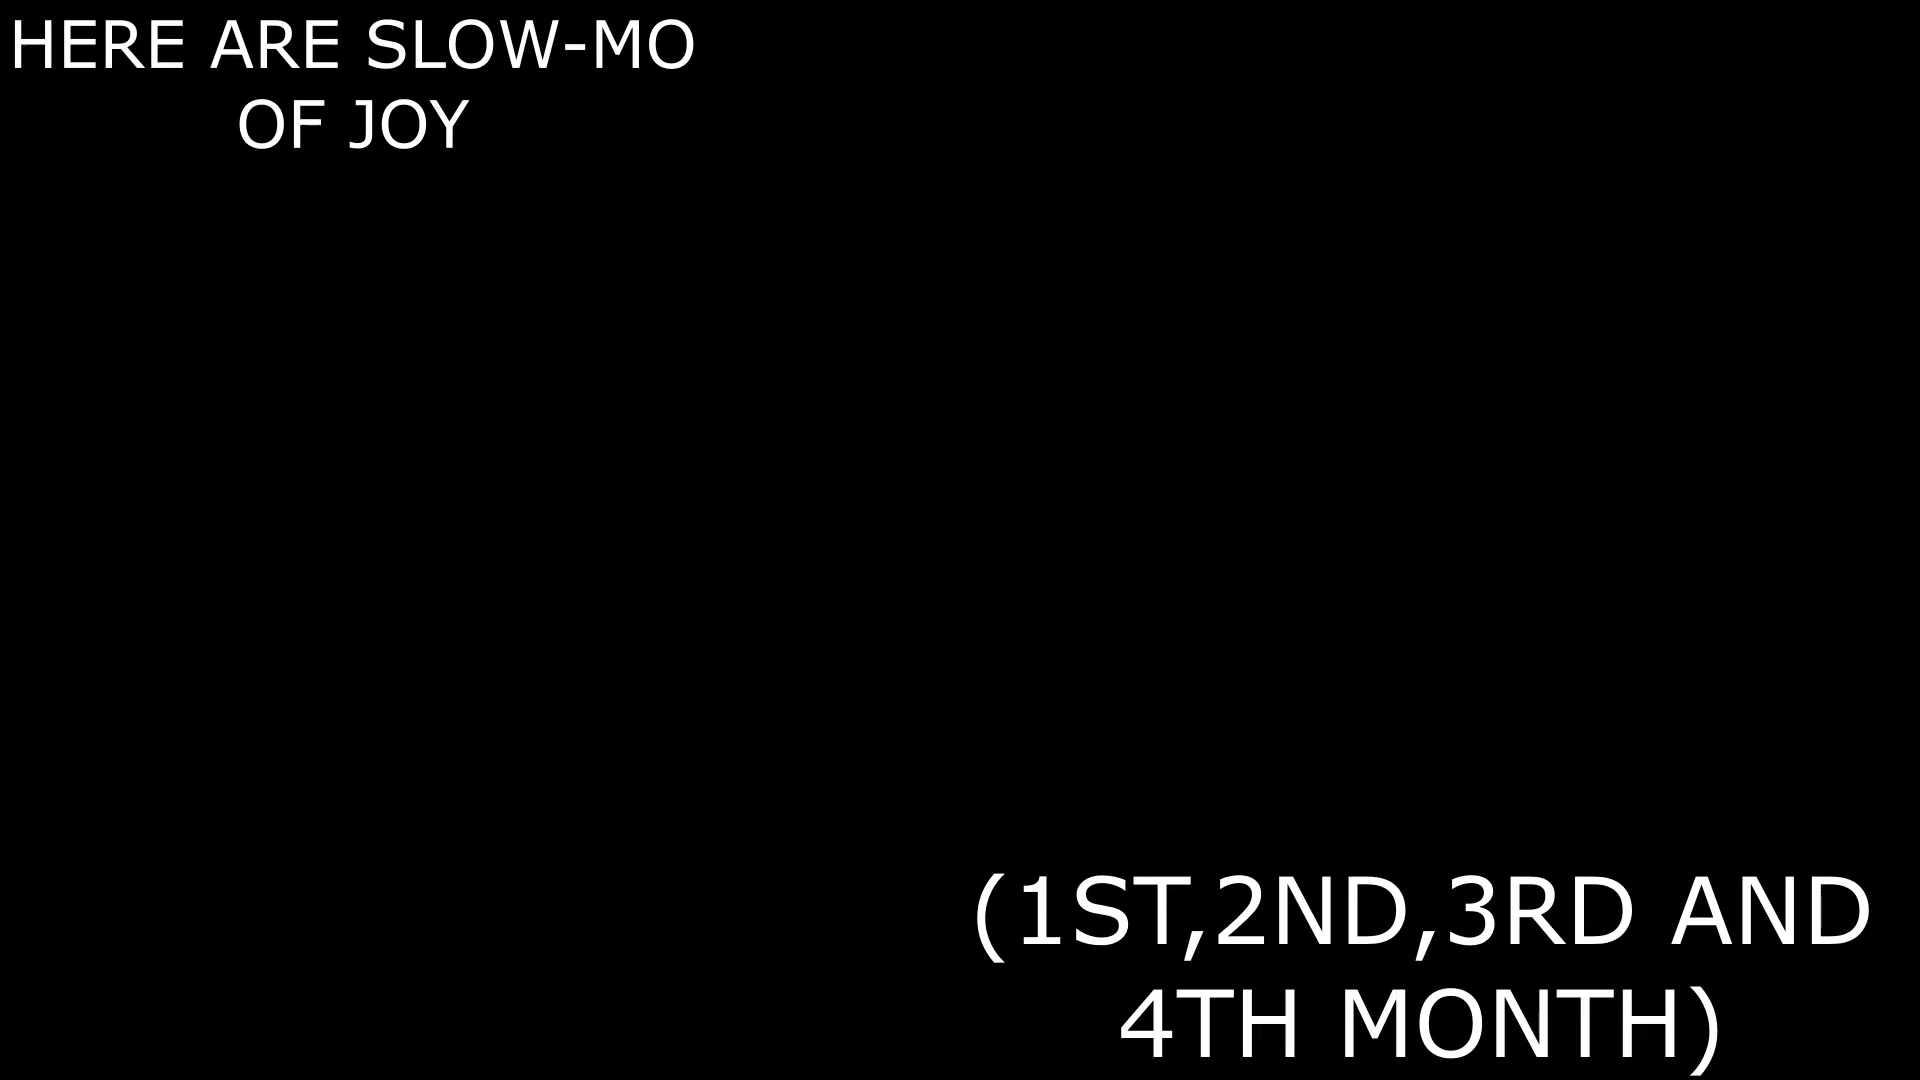 HERE ARE SLOW-MO
OF JOY
(1ST,2ND,3RD AND
4TH MONTH)